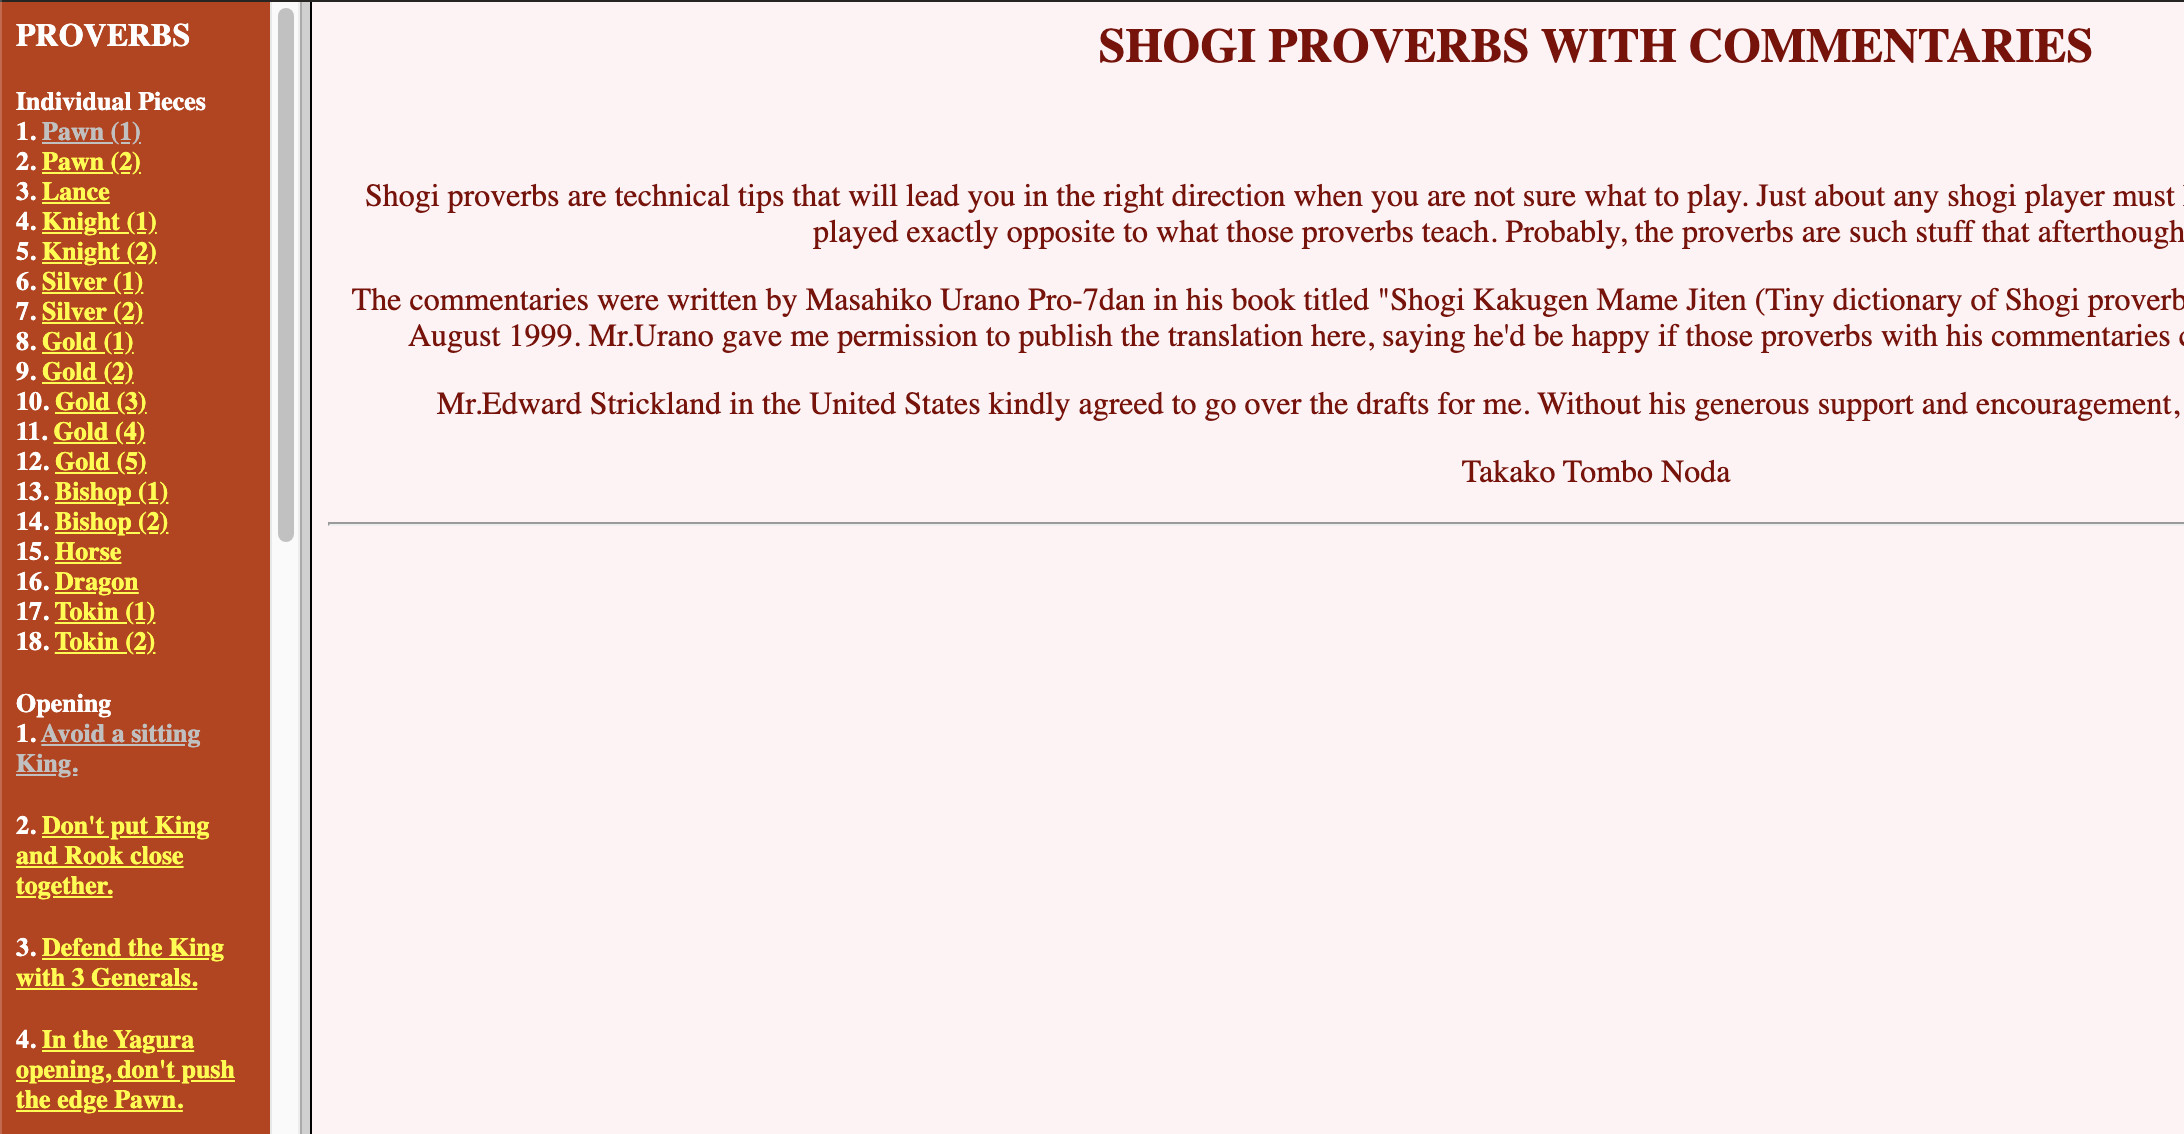 PROVERBS
Individual Pieces
1. Pawn (1)
2. Pawn (2)
3. Lance
4. Knight (1)
5. Knight (2)
6. Silver (1)
7. Silver (2)
8. Gold (1)
9. Gold (2)
10. Gold (3)
11. Gold (4)
12. Gold (5)
13. Bishop (1)
14. Bishop (2)
15. Horse
16. Dragon
17. Tokin (1)
18. Tokin (2)
Opening
1. Avoid a sitting
King.
2. Don't put King
and Rook close
together.
3. Defend the King
with 3 Generals.
4. In the Yagura
opening, don't push
the edge Pawn.
SHOGI PROVERBS WITH COMMENTARIES
Shogi proverbs are technical tips that will lead you in the right direction when you are not sure what to play. Just about any shogi player must
played exactly opposite to what those proverbs teach. Probably, the proverbs are such stuff that afterthough
The commentaries were written by Masahiko Urano Pro-7dan in his book titled "Shogi Kakugen Mame Jiten (Tiny dictionary of Shogi proverb
August 1999. Mr.Urano gave me permission to publish the translation here, saying he'd be happy if those proverbs with his commentaries
Mr.Edward Strickland in the United States kindly agreed to go over the drafts for me. Without his generous support and encouragement,
Takako Tombo Noda